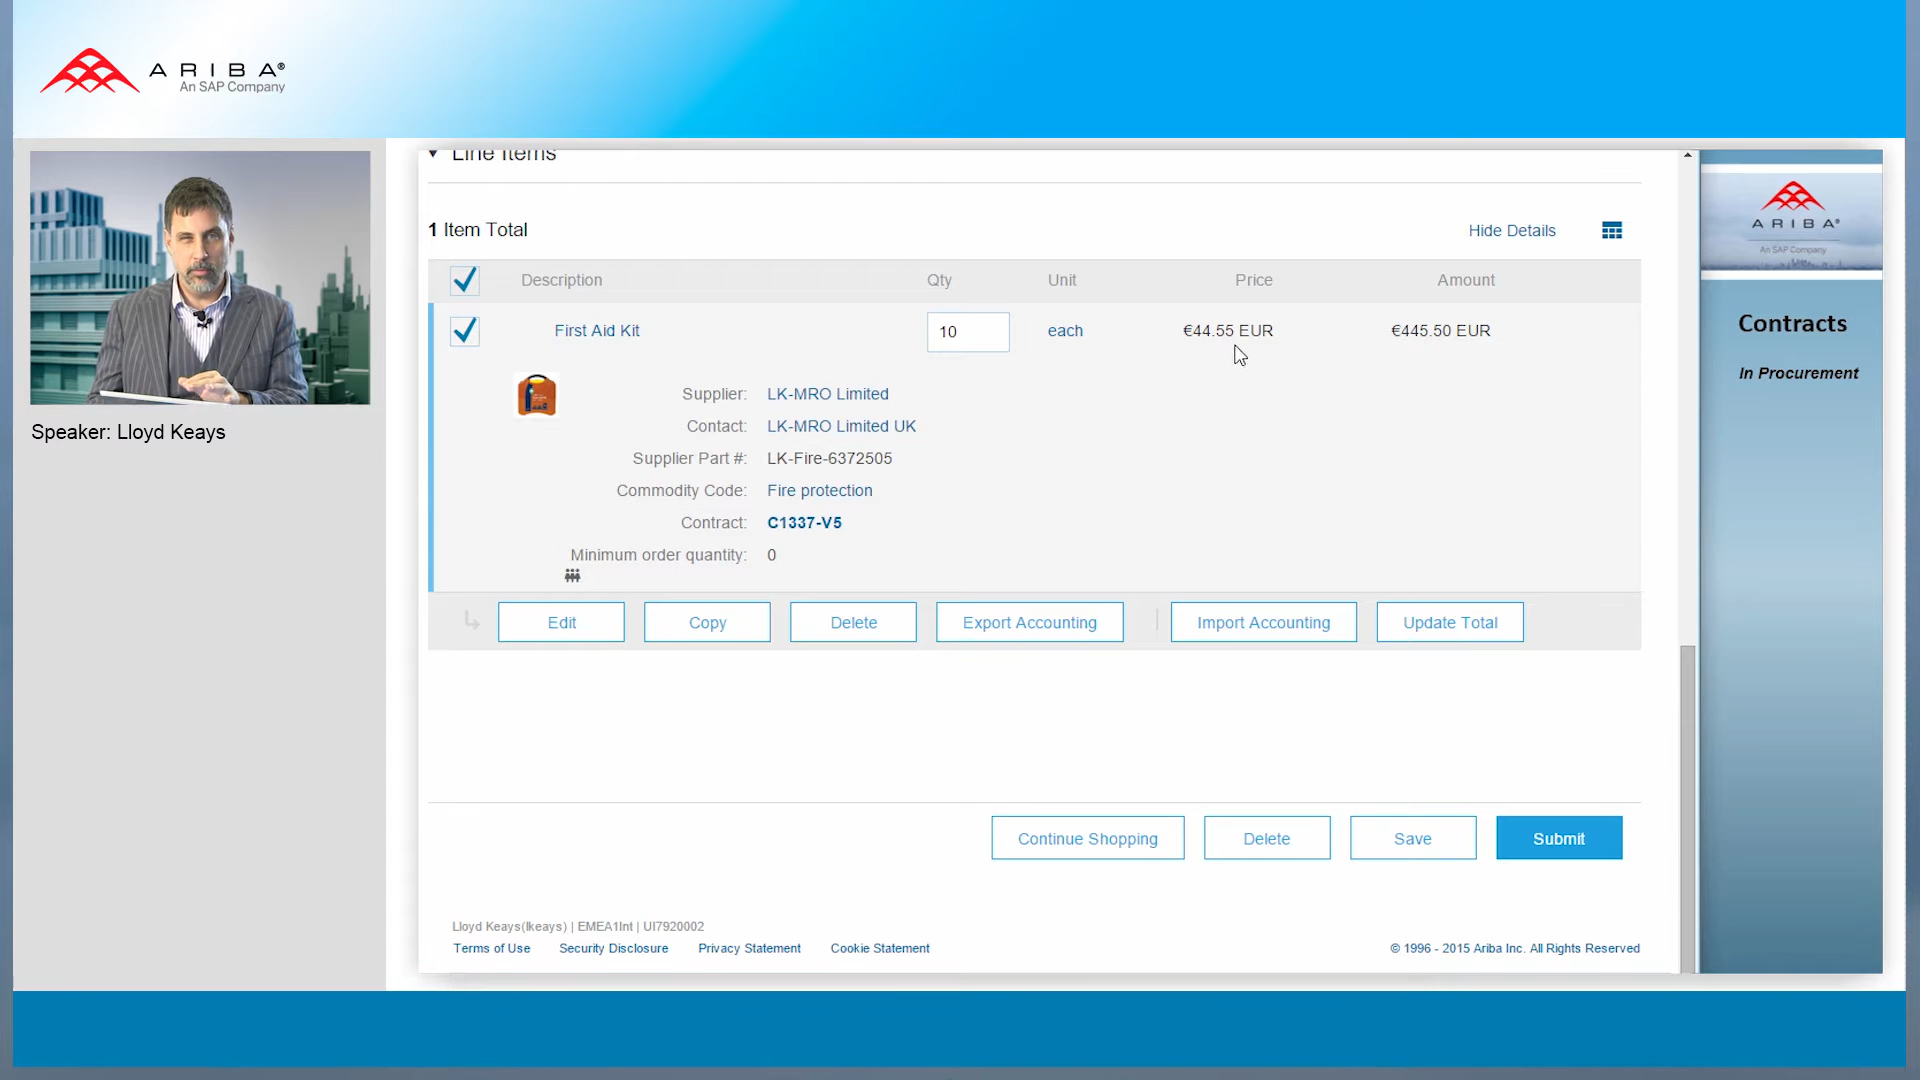 ARIBA®
An SAP Company
Speaker: Lloyd Keays
Line Items
1 Item Total
Hide Details
Description Qty Unit Price Amount
First Aid Kit 10 each €44.55 EUR €445.50 EUR
Supplier: LK-MRO Limited
Contact: LK-MRO Limited UK
Supplier Part #: LK-Fire-6372505
Commodity Code: Fire protection
Contract: C1337-V5
Minimum order quantity: 0
Edit Copy Delete Export Accounting Import Accounting Update Total
Continue Shopping Delete Save Submit
Lloyd Keays(lkeays) | EMEA1Int | UI7920002
Terms of Use Security Disclosure Privacy Statement Cookie Statement
© 1996 - 2015 Ariba Inc. All Rights Reserved
ARIBA®
An SAP Company
Contracts
In Procurement